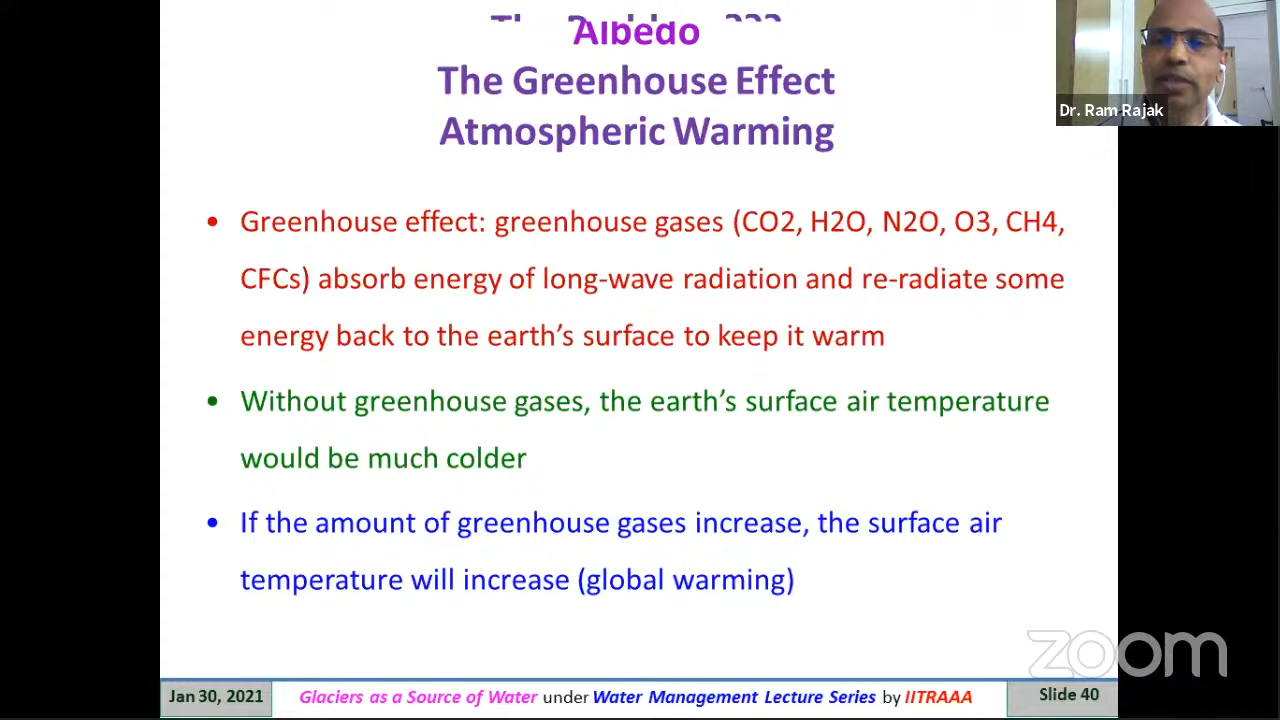 Albedo
The Greenhouse Effect
Atmospheric Warming
Dr. Ram Rajak
• Greenhouse effect: greenhouse gases (CO2, H2O, N2O, O3, CH4,
CFCs) absorb energy of long-wave radiation and re-radiate some
energy back to the earth's surface to keep it warm
• Without greenhouse gases, the earth's surface air temperature
would be much colder
• If the amount of greenhouse gases increase, the surface air
temperature will increase (global warming)
zoom
Jan 30, 2021 Glaciers as a Source of Water under Water Management Lecture Series by IITRAAA Slide 40